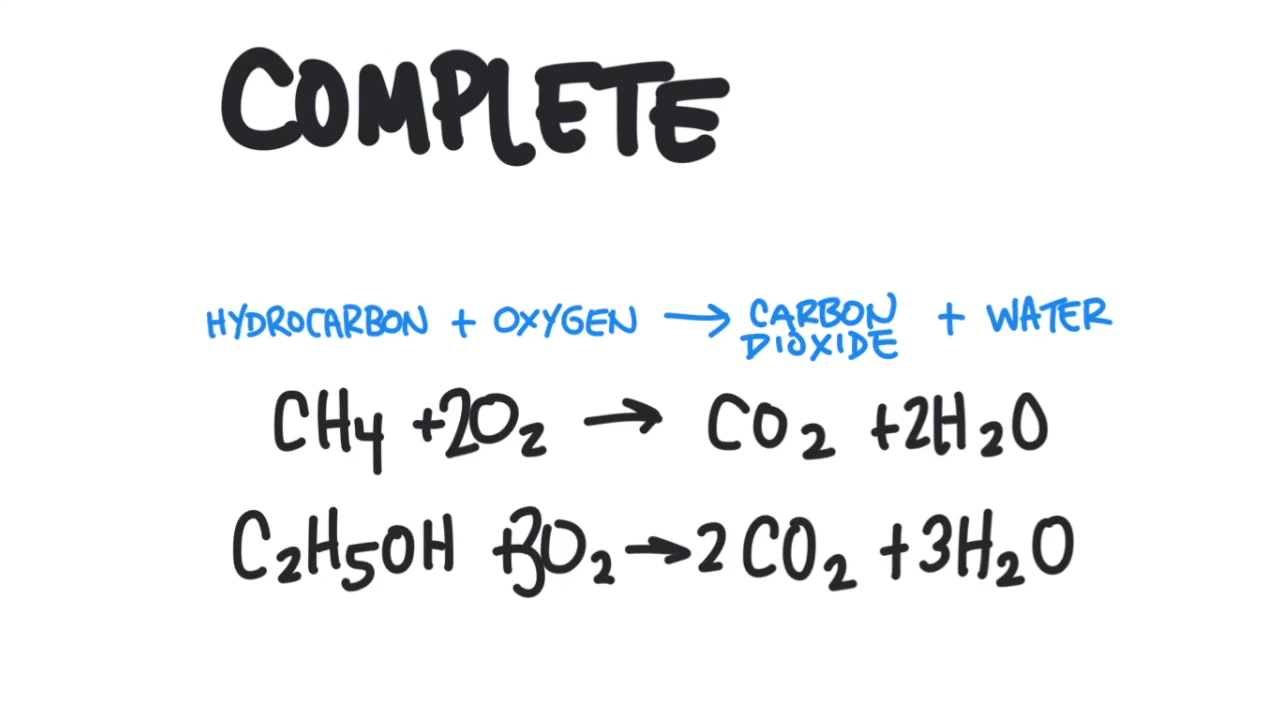 COMPLETE
HYDROCARBON + OXYGEN → CARBON DIOXIDE + WATER
CH4 +2O2 → CO2 +2H2O
C2H5OH +3O2 → 2CO2 +3H2O